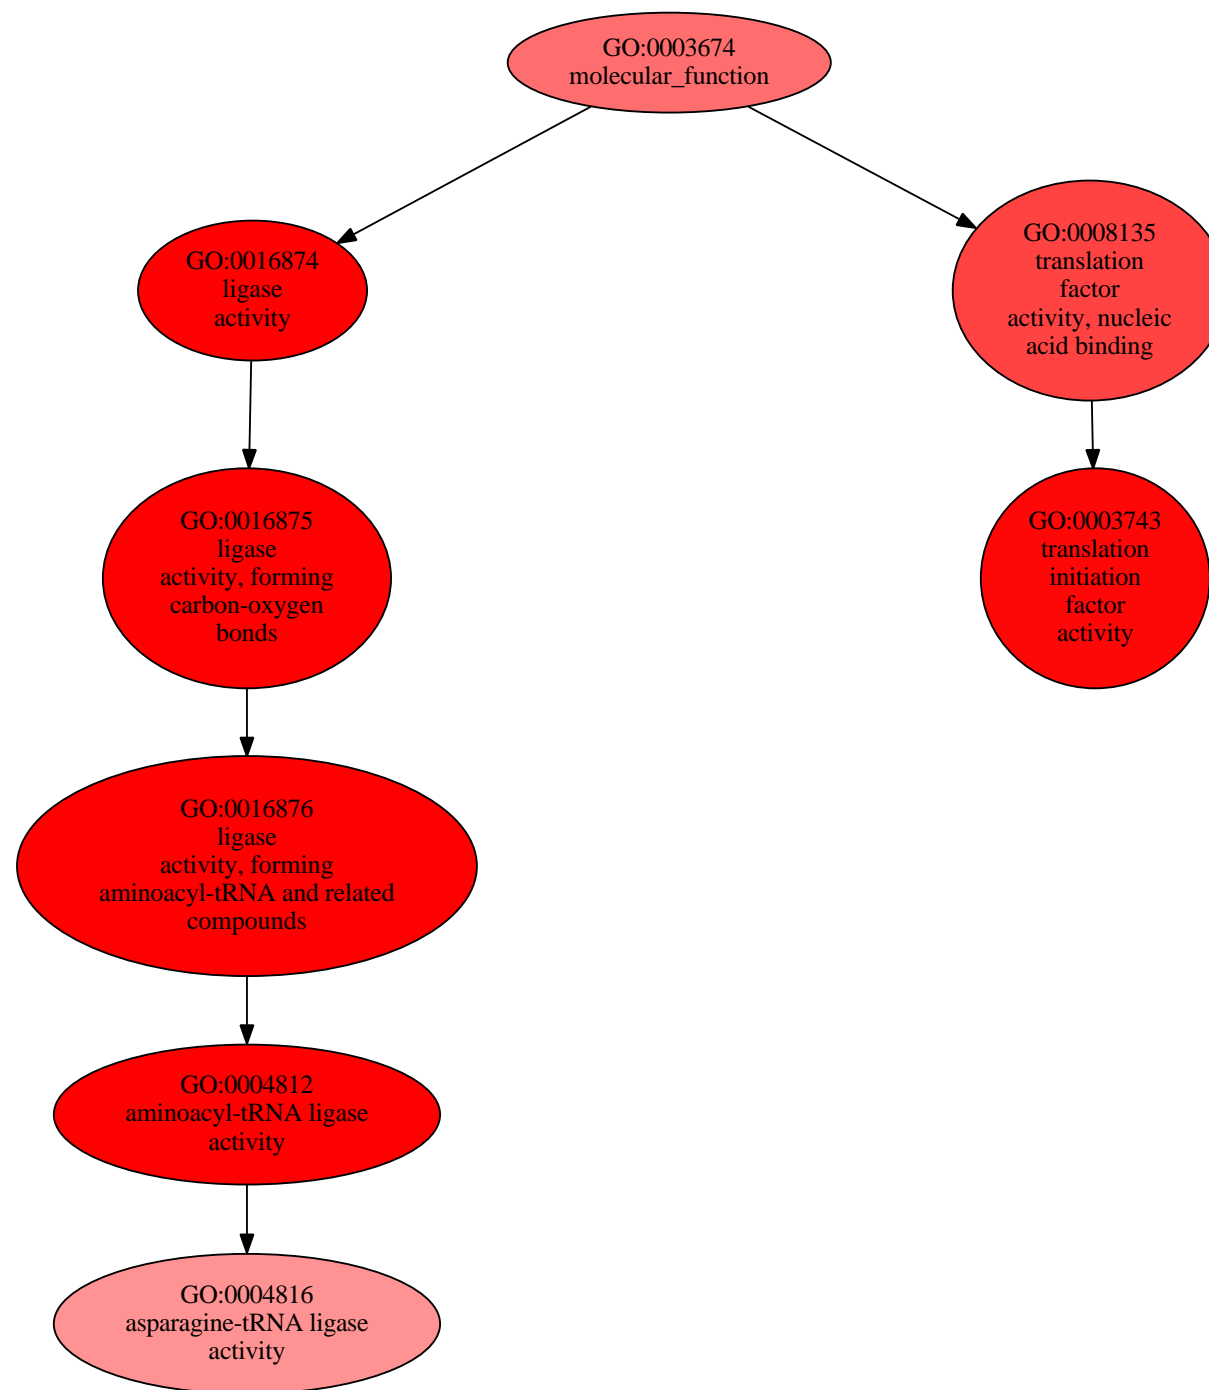 GO:0003674
molecular_function
GO:0016874
ligase
activity
GO:0008135
translation
factor
activity, nucleic
acid binding
GO:0016875
ligase
activity, forming
carbon-oxygen
bonds
GO:0003743
translation
initiation
factor
activity
GO:0016876
ligase
activity, forming
aminoacyl-tRNA and related
compounds
GO:0004812
aminoacyl-tRNA ligase
activity
GO:0004816
asparagine-tRNA ligase
activity